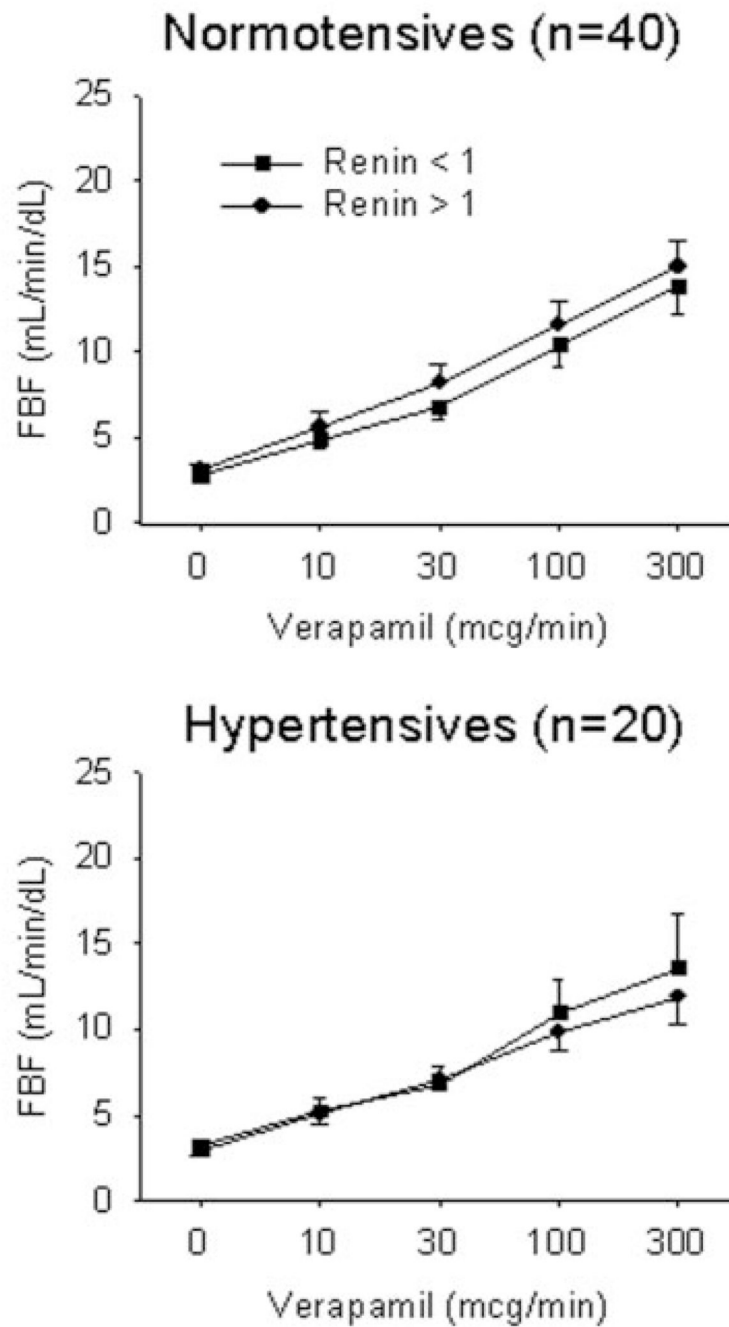 Normotensives (n=40)
25
20
15
10
5
0
FBF (mL/min/dL)
Renin < 1
Renin > 1
0 10 30 100 300
Verapamil (mcg/min)
Hypertensives (n=20)
25
20
15
10
5
0
FBF (mL/min/dL)
0 10 30 100 300
Verapamil (mcg/min)